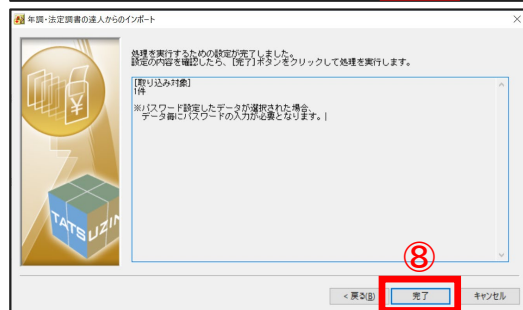 年調・法定調書の達人からのインポート
処理を実行するための設定が完了しました。
設定の内容を確認したら、[完了]ボタンをクリックして処理を実行します。
[取り込み対象]
1件
※パスワード設定したデータが選択された場合、
データ毎にパスワードの入力が必要となります。
TATSUZIN
⑧
< 戻る(B)
完了
キャンセル